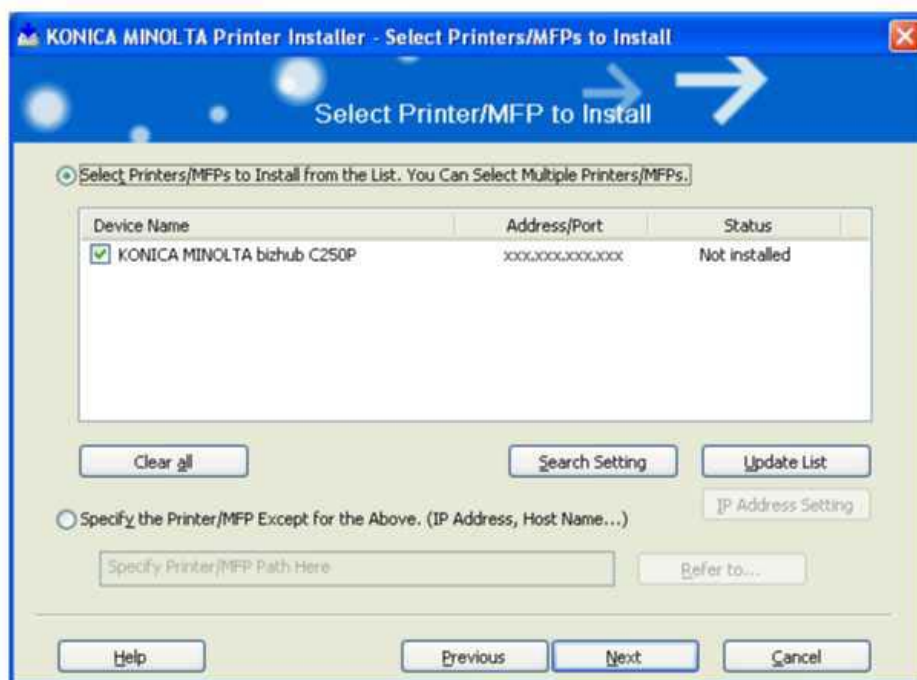 KONICA MINOLTA Printer Installer - Select Printers/MFPs to Install
Select Printer/MFP to Install
Select Printers/MFPs to Install from the List. You Can Select Multiple Printers/MFPs.
Device Name Address/Port Status
KONICA MINOLTA bizhub C250P xxx.xxx.xxx.xxx Not installed
Clear all Search Setting Update List
IP Address Setting
Specify the Printer/MFP Except for the Above. (IP Address, Host Name...)
Specify Printer/MFP Path Here Refer to...
Help Previous Next Cancel